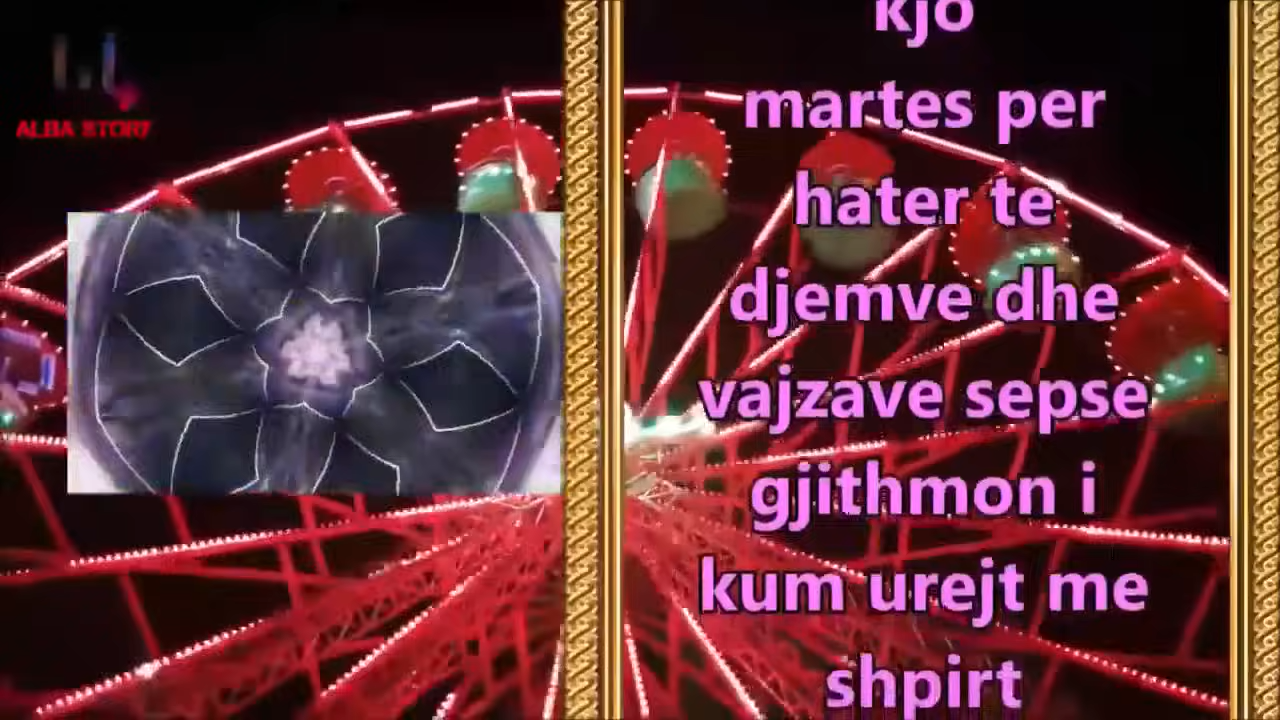 ALBA STORY
kjo
martes per
hater te
djemve dhe
vajzave sepse
gjithmon i
kum urejt me
shpirt